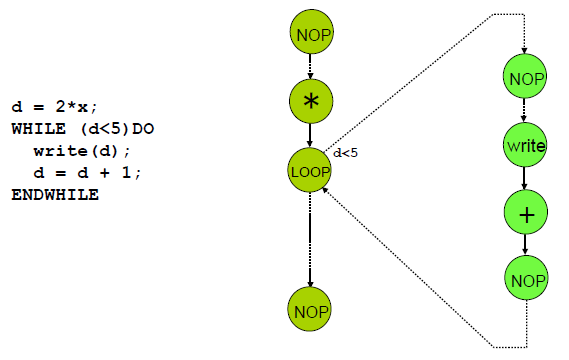 d = 2*x;
WHILE (d<5)DO
write(d);
d = d + 1;
ENDWHILE
NOP
*
LOOP
d<5
NOP
NOP
write
+
NOP